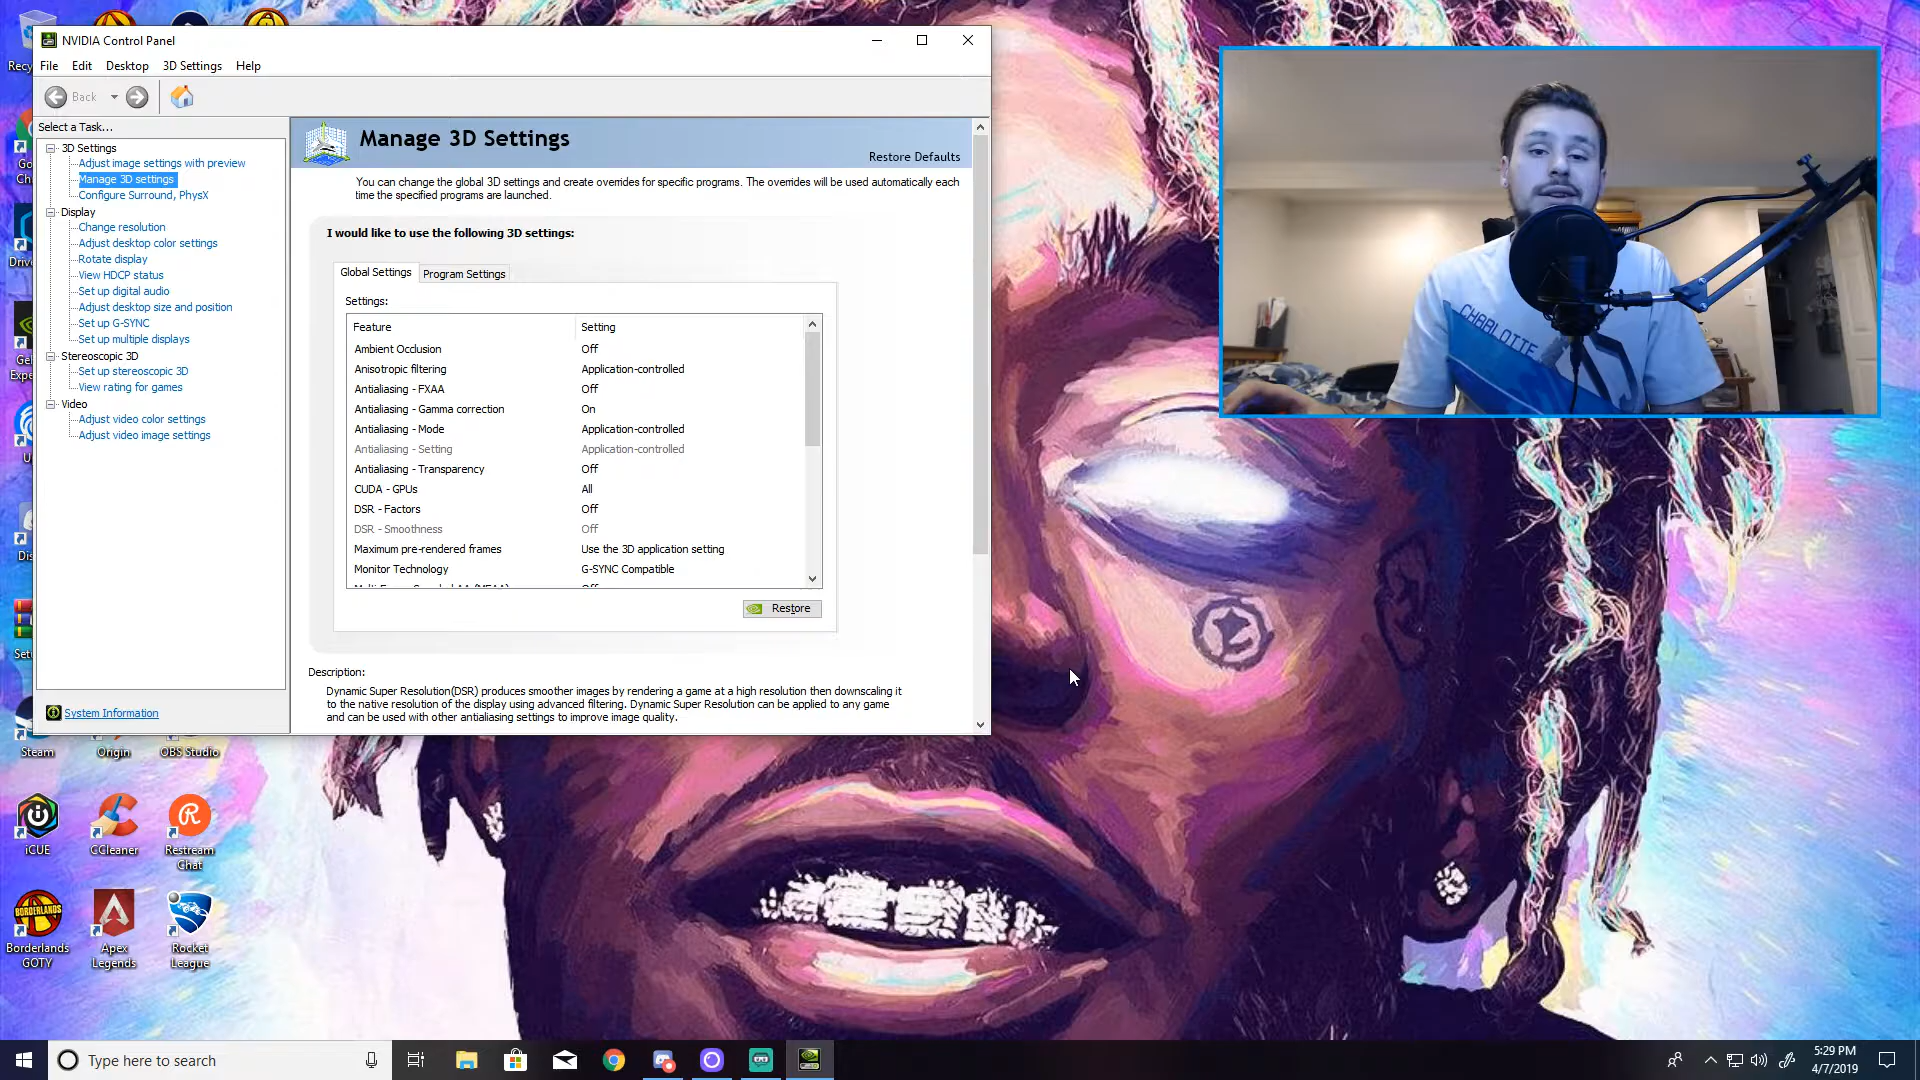 NVIDIA Control Panel
File Edit Desktop 3D Settings Help
Back
Select a Task...
3D Settings
Adjust image settings with preview
Manage 3D settings
Configure Surround, PhysX
Display
Change resolution
Adjust desktop color settings
Rotate display
View HDCP status
Set up digital audio
Adjust desktop size and position
Set up G-SYNC
Set up multiple displays
Stereoscopic 3D
Set up stereoscopic 3D
View rating for games
Video
Adjust video color settings
Adjust video image settings
System Information
Manage 3D Settings
Restore Defaults
You can change the global 3D settings and create overrides for specific programs. The overrides will be used automatically each
time the specified programs are launched.
I would like to use the following 3D settings:
Global Settings Program Settings
Settings:
Feature Setting
Ambient Occlusion Off
Anisotropic filtering Application-controlled
Antialiasing - FXAA Off
Antialiasing - Gamma correction On
Antialiasing - Mode Application-controlled
Antialiasing - Setting Application-controlled
Antialiasing - Transparency Off
CUDA - GPUs All
DSR - Factors Off
DSR - Smoothness Off
Maximum pre-rendered frames Use the 3D application setting
Monitor Technology G-SYNC Compatible
Restore
Description:
Dynamic Super Resolution(DSR) produces smoother images by rendering a game at a high resolution then downscaling it
to the native resolution of the display using advanced filtering. Dynamic Super Resolution can be applied to any game
and can be used with other antialiasing settings to improve image quality.
CHARLOTTE
Steam Origin OBS Studio
iCUE CCleaner Restream
Chat
BORDERLANDS
Borderlands
GOTY
Apex
Legends
Rocket
League
Type here to search
5:29 PM
4/7/2019